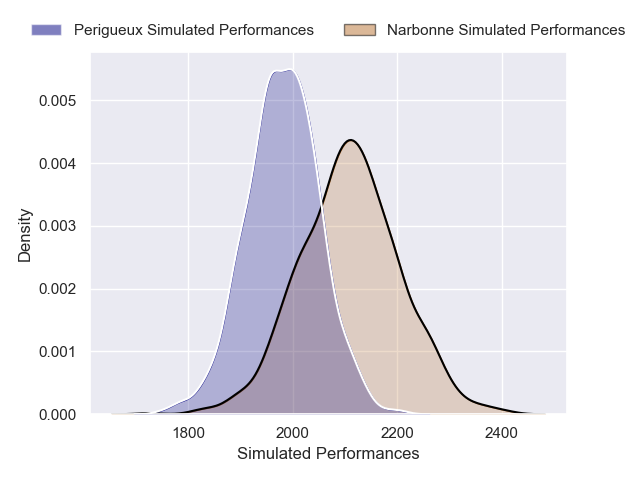 Perigueux Simulated Performances
Narbonne Simulated Performances
0.005
0.004
0.003
0.002
0.001
0.000
Density
1800
2000
2200
2400
Simulated Performances